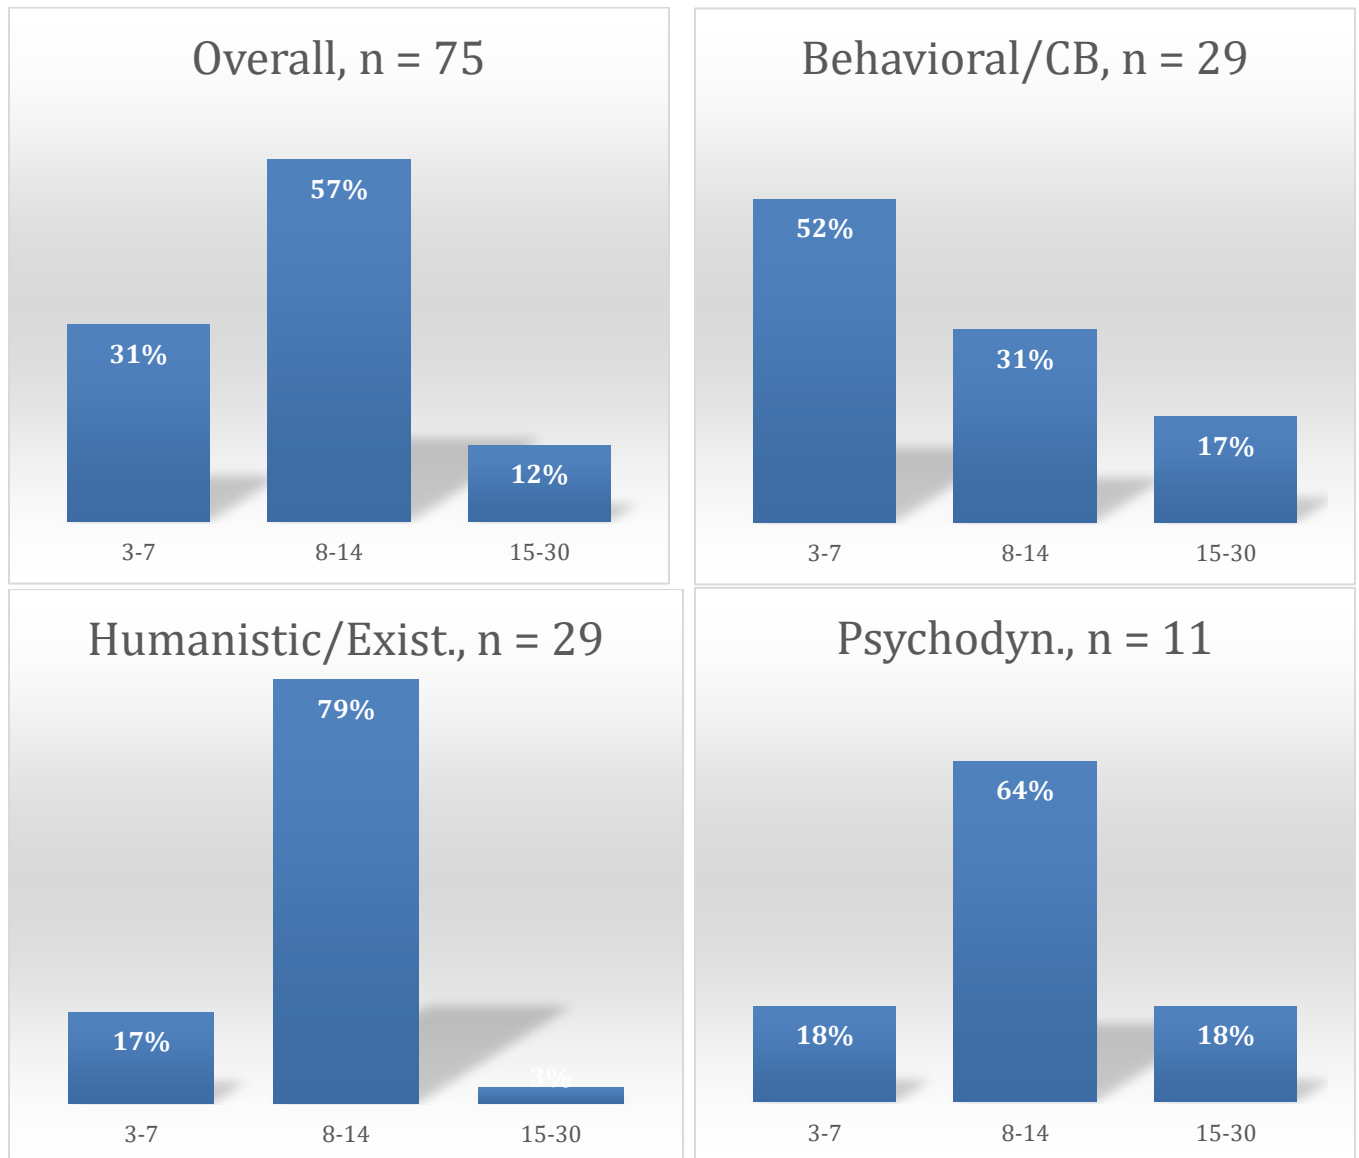 Overall, n = 75
57%
31%
12%
3-7 8-14 15-30
Behavioral/CB, n = 29
52%
31%
17%
3-7 8-14 15-30
Humanistic/Exist., n = 29
79%
17%
3%
3-7 8-14 15-30
Psychodyn., n = 11
64%
18% 18%
3-7 8-14 15-30